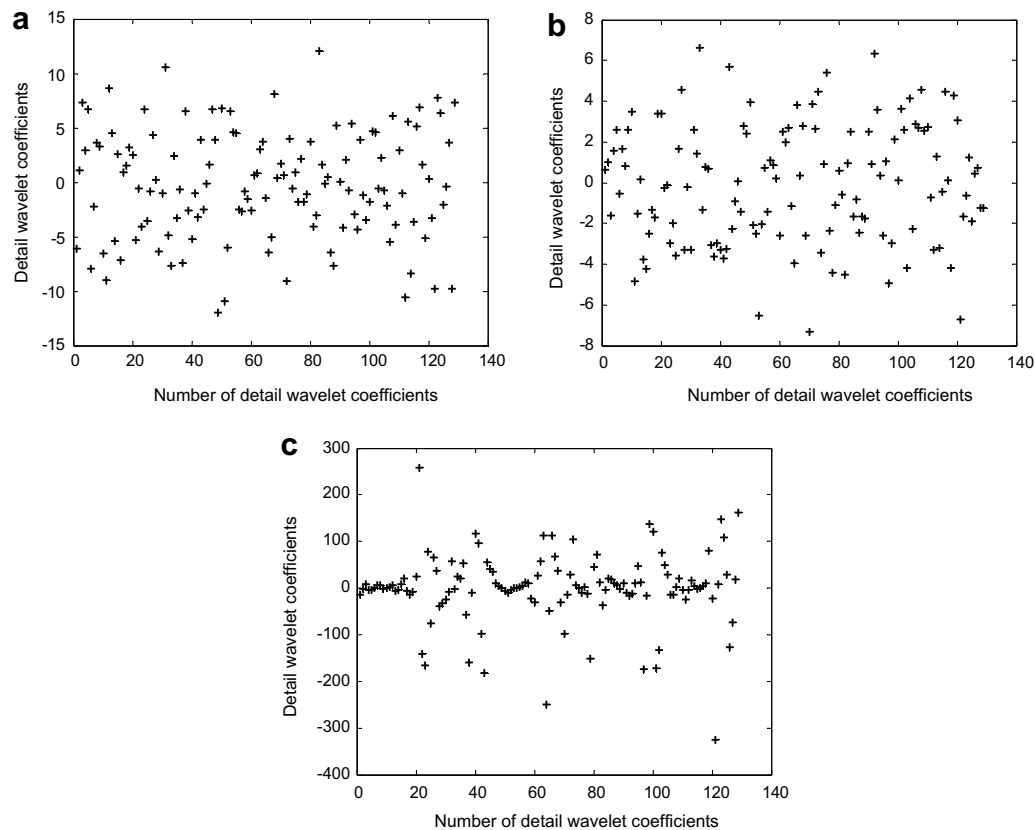 a
15
10
5
0
-5
-10
-15
Detail wavelet coefficients
0 20 40 60 80 100 120 140
Number of detail wavelet coefficients
b
8
6
4
2
0
-2
-4
-6
-8
Detail wavelet coefficients
0 20 40 60 80 100 120 140
Number of detail wavelet coefficients
c
300
200
100
0
-100
-200
-300
-400
Detail wavelet coefficients
0 20 40 60 80 100 120 140
Number of detail wavelet coefficients